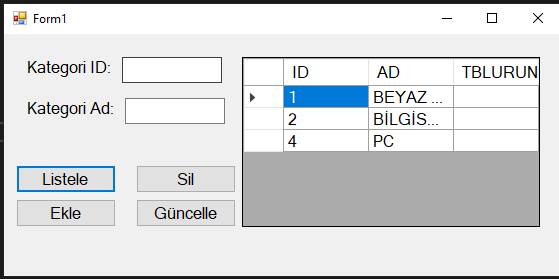 Form1
Kategori ID:
Kategori Ad:
Listele Sil
Ekle Güncelle
ID AD TBLURUN
1 BEYAZ ...
2 BİLGİS...
4 PC